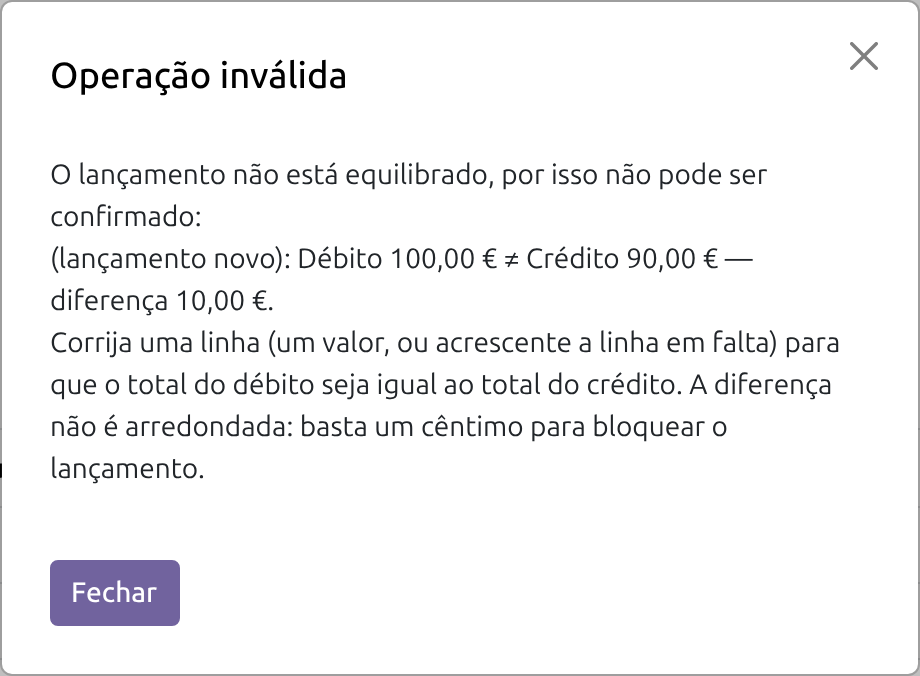 Operação inválida
O lançamento não está equilibrado, por isso não pode ser
confirmado:
(lançamento novo): Débito 100,00 € ≠ Crédito 90,00 € —
diferença 10,00 €.
Corrija uma linha (um valor, ou acrescente a linha em falta) para
que o total do débito seja igual ao total do crédito. A diferença
não é arredondada: basta um cêntimo para bloquear o
lançamento.
Fechar